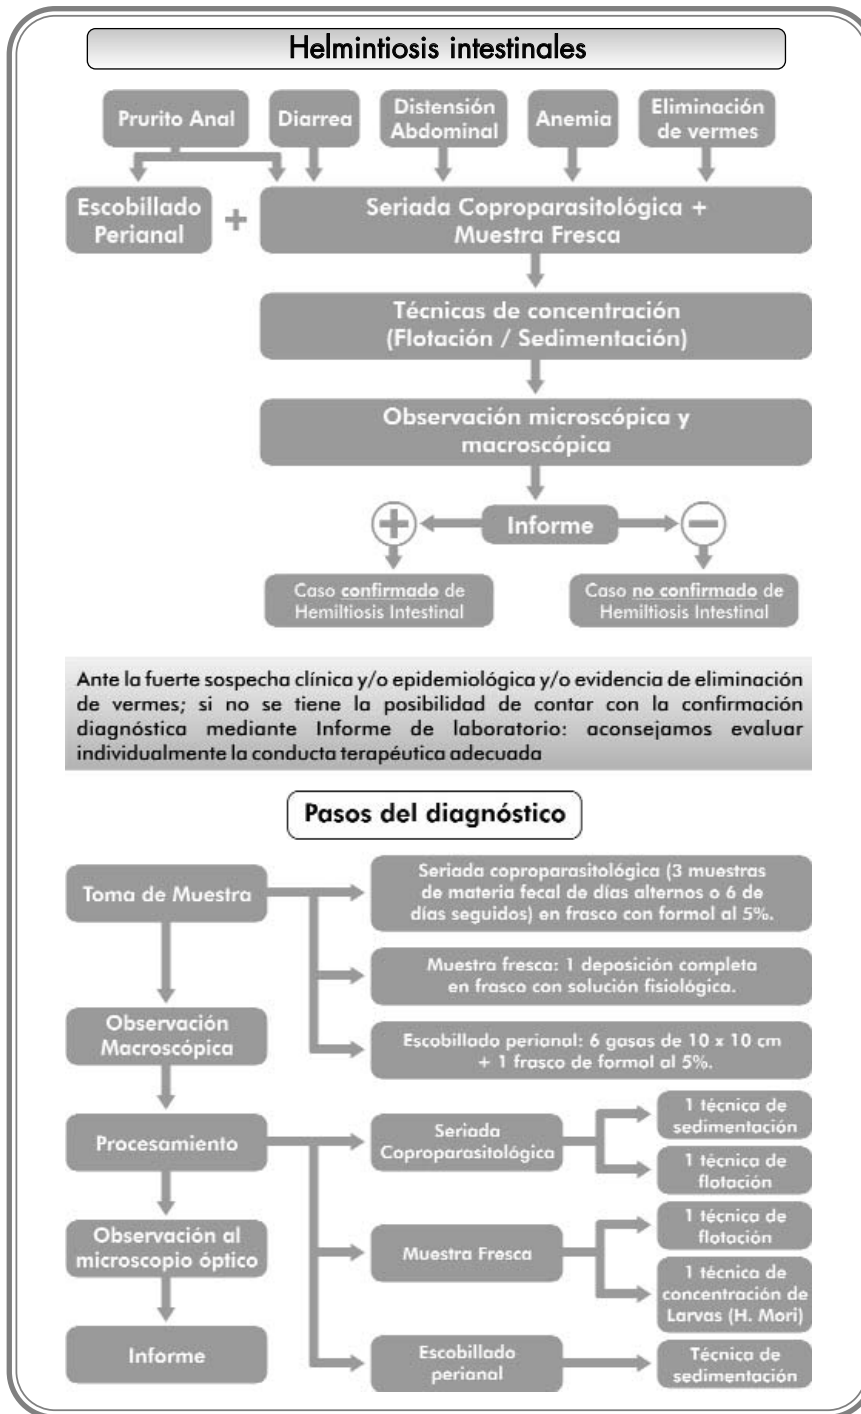 Helmintiosis intestinales
Prurito Anal
Diarrea
Distensión
Abdominal
Anemia
Eliminación
de vermes
Escobillado
Perianal
+
Seriada Coproparasitológica +
Muestra Fresca
Técnicas de concentración
(Flotación / Sedimentación)
Observación microscópica y
macroscópica
+
Informe
−
Caso confirmado de
Hemiltiosis Intestinal
Caso no confirmado de
Hemiltiosis Intestinal
Ante la fuerte sospecha clínica y/o epidemiológica y/o evidencia de eliminación
de vermes; si no se tiene la posibilidad de contar con la confirmación
diagnóstica mediante Informe de laboratorio: aconsejamos evaluar
individualmente la conducta terapéutica adecuada
Pasos del diagnóstico
Toma de Muestra
Seriada coproparasitológica (3 muestras
de materia fecal de días alternos o 6 de
días seguidos) en frasco con formol al 5%.
Muestra fresca: 1 deposición completa
en frasco con solución fisiológica.
Escobillado perianal: 6 gasas de 10 x 10 cm
+ 1 frasco de formol al 5%.
Observación
Macroscópica
Procesamiento
Seriada
Coproparasitológica
1 técnica de
sedimentación
1 técnica de
flotación
Observación al
microscopio óptico
Muestra Fresca
1 técnica de
flotación
1 técnica de
concentración de
Larvas (H. Mori)
Informe
Escobillado
perianal
Técnica de
sedimentación